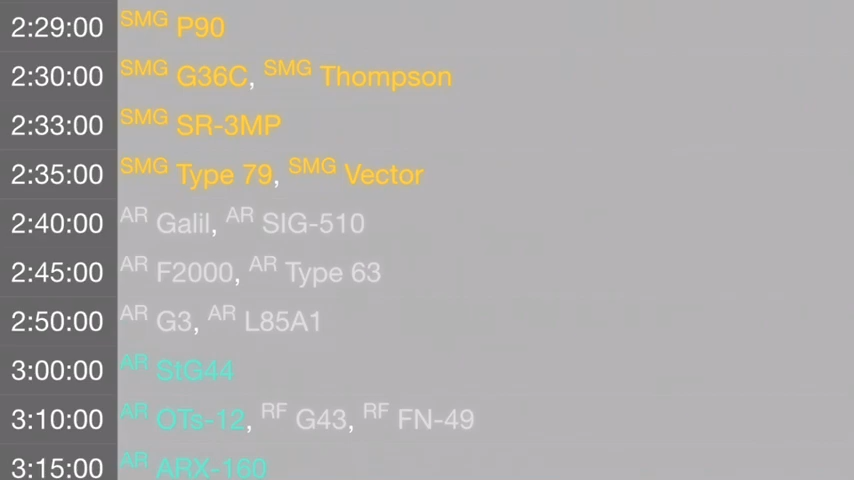 2:29:00 SMG P90
2:30:00 SMG G36C, SMG Thompson
2:33:00 SMG SR-3MP
2:35:00 SMG Type 79, SMG Vector
2:40:00 AR Galil, AR SIG-510
2:45:00 AR F2000, AR Type 63
2:50:00 AR G3, AR L85A1
3:00:00 AR StG44
3:10:00 AR OTs-12, RF G43, RF FN-49
3:15:00 AR ARX-160